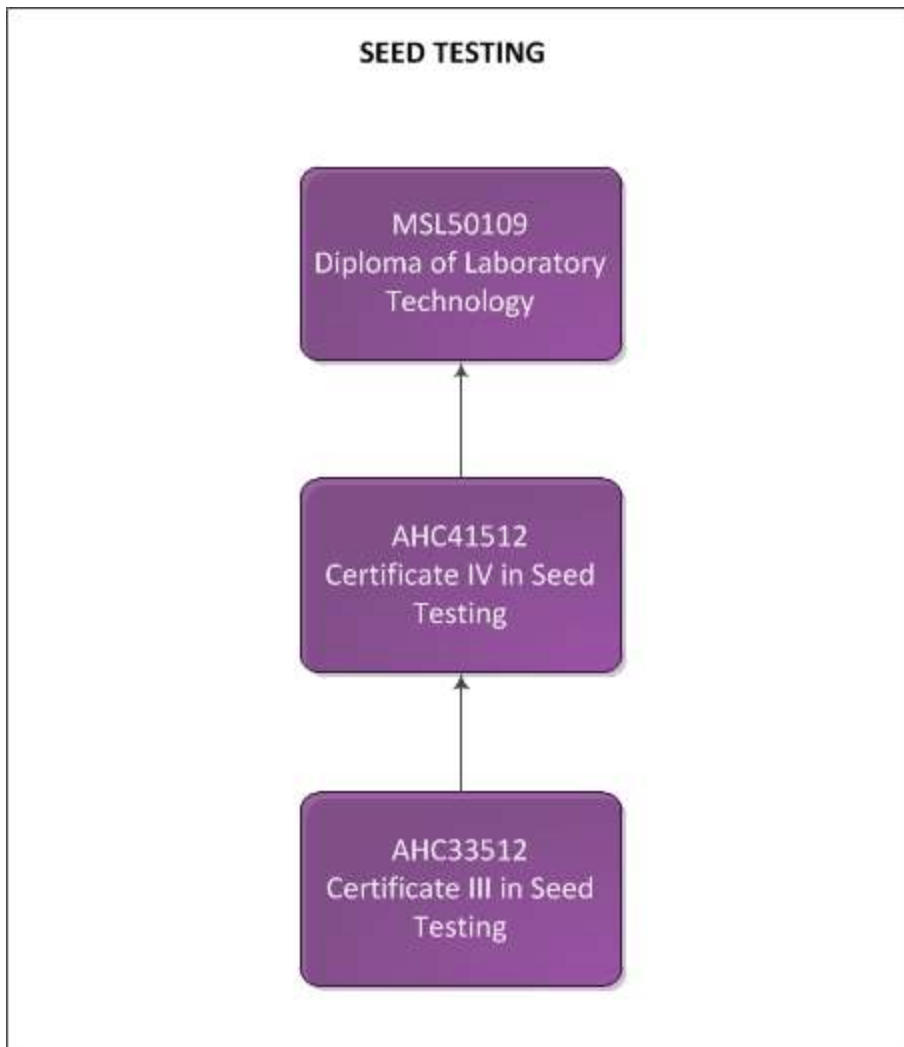 SEED TESTING
MSL50109
Diploma of Laboratory
Technology
AHC41512
Certificate IV in Seed
Testing
AHC33512
Certificate III in Seed
Testing